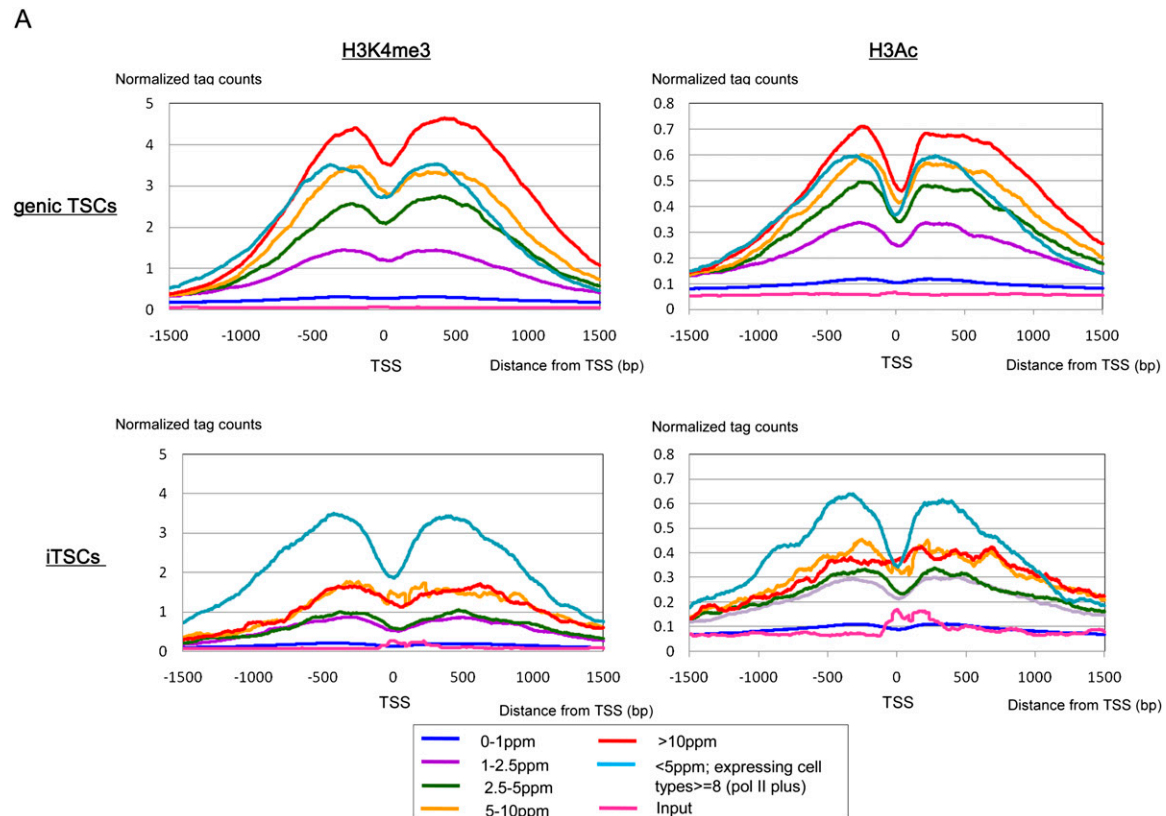 A
H3K4me3
H3Ac
Normalized tag counts
Normalized tag counts
genic TSCs
5
4
3
2
1
0
-1500 -1000 -500 0 500 1000 1500
TSS
Distance from TSS (bp)
0.8
0.7
0.6
0.5
0.4
0.3
0.2
0.1
0
-1500 -1000 -500 0 500 1000 1500
TSS
Distance from TSS (bp)
Normalized tag counts
Normalized tag counts
iTSCs
5
4
3
2
1
0
-1500 -1000 -500 0 500 1000 1500
TSS
Distance from TSS (bp)
0.8
0.7
0.6
0.5
0.4
0.3
0.2
0.1
0
-1500 -1000 -500 0 500 1000 1500
TSS
Distance from TSS (bp)
0-1ppm
1-2.5ppm
2.5-5ppm
5-10ppm
>10ppm
<5ppm; expressing cell
types>=8 (pol II plus)
Input